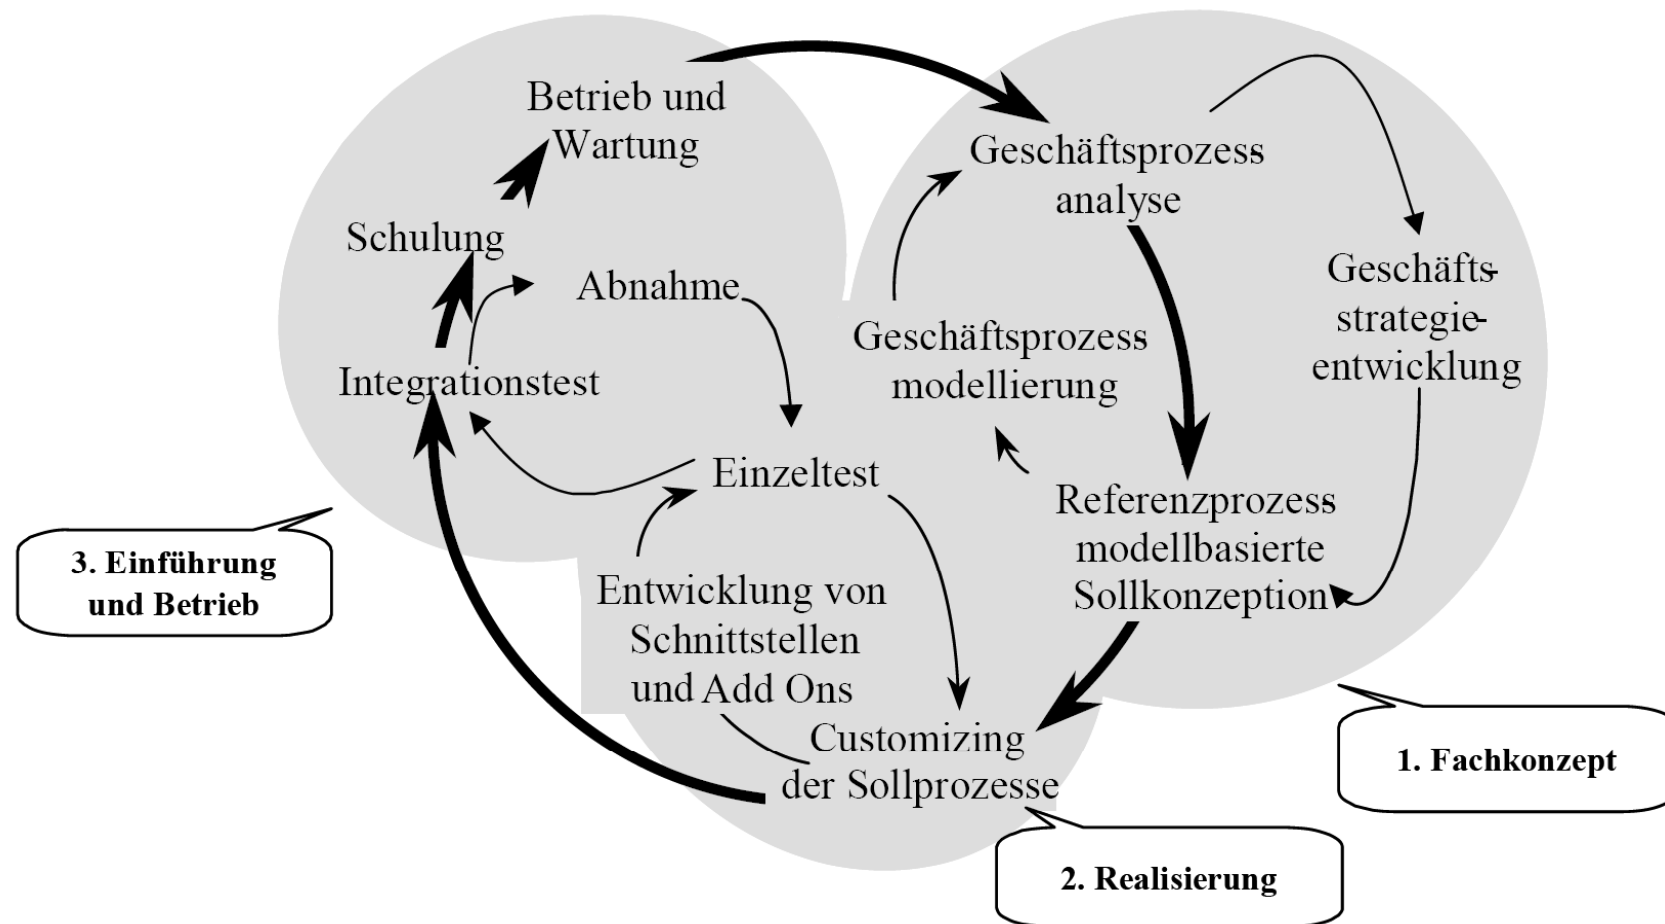 Betrieb und
Wartung
Geschäftsprozess-
analyse
Schulung
Abnahme
Geschäfts-
strategie-
entwicklung
Geschäftsprozess-
modellierung
Integrationstest
Einzeltest
Referenzprozess-
modellbasierte
Sollkonzeption
3. Einführung
und Betrieb
Entwicklung von
Schnittstellen
und Add Ons
Customizing
der Sollprozesse
1. Fachkonzept
2. Realisierung